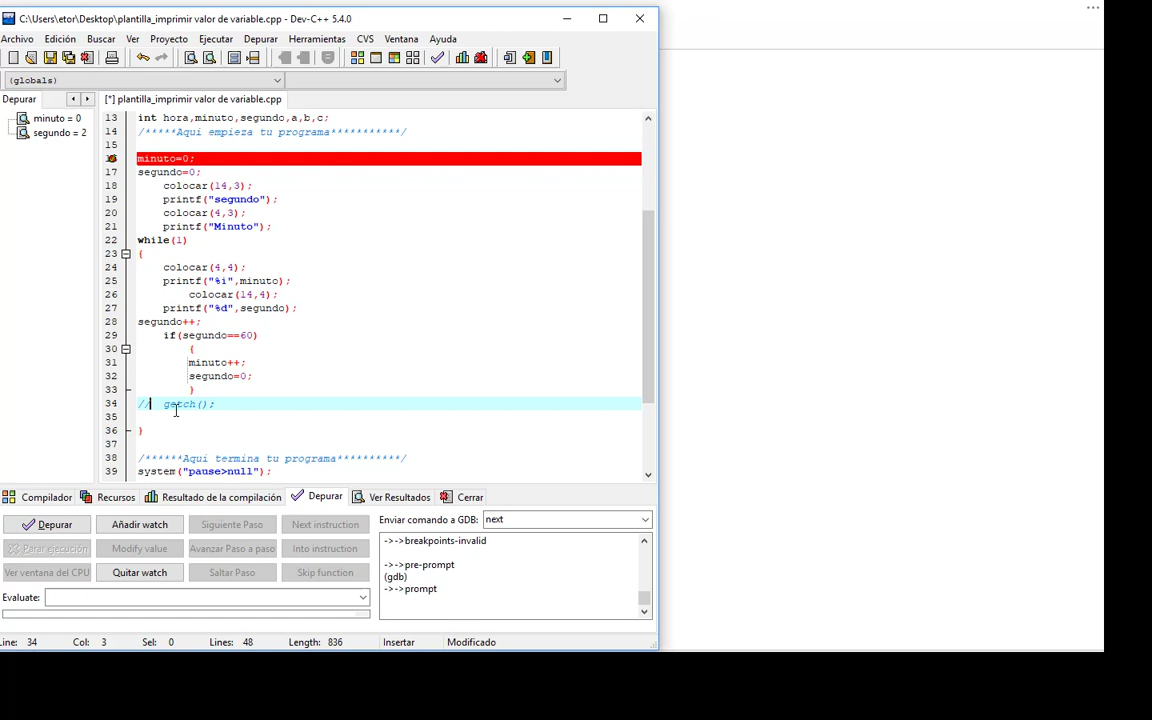 C:\Users\etor\Desktop\plantilla_imprimir valor de variable.cpp - Dev-C++ 5.4.0
Archivo Edición Buscar Ver Proyecto Ejecutar Depurar Herramientas CVS Ventana Ayuda
(globals)
Depurar
[*] plantilla_imprimir valor de variable.cpp
minuto = 0
segundo = 2
13 int hora,minuto,segundo,a,b,c;
14 /*****Aqui empieza tu programa***********/
15
minuto=0;
17 segundo=0;
18 colocar(14,3);
19 printf("segundo");
20 colocar(4,3);
21 printf("Minuto");
22 while(1)
23 {
24 colocar(4,4);
25 printf("%i",minuto);
26 colocar(14,4);
27 printf("%d",segundo);
28 segundo++;
29 if(segundo==60)
30 {
31 minuto++;
32 segundo=0;
33 }
34 // getch();
35
36 }
37
38 /******Aqui termina tu programa**********/
39 system("pause>null");
Compilador Recursos Resultado de la compilación Depurar Ver Resultados Cerrar
Depurar Añadir watch Siguiente Paso Next instruction
Parar ejecución Modify value Avanzar Paso a paso Into instruction
Ver ventana del CPU Quitar watch Saltar Paso Skip function
Evaluate:
Enviar comando a GDB: next
->->breakpoints-invalid
->->pre-prompt
(gdb)
->->prompt
Line: 34 Col: 3 Sel: 0 Lines: 48 Length: 836 Insertar Modificado